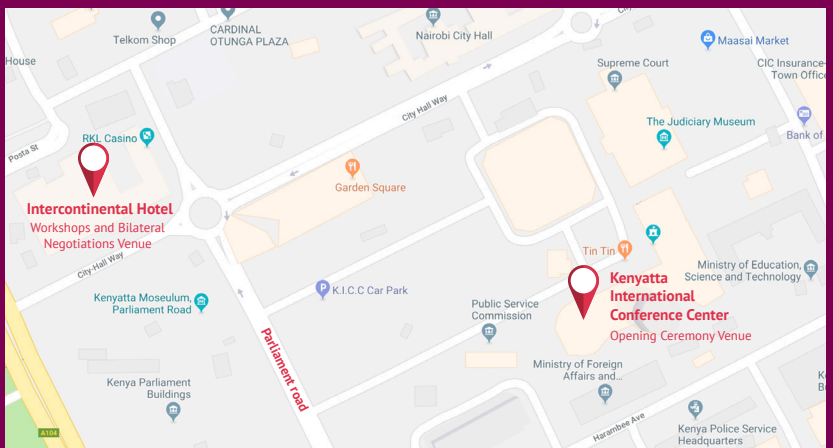 Telkom Shop
CARDINAL
OTUNGA PLAZA
Nairobi City Hall
Maasai Market
House
Supreme Court
CIC Insurance-
Town Office
City Hall Way
The Judiciary Museum
RKL Casino
Bank of
Posta St
Garden Square
Intercontinental Hotel
Workshops and Bilateral
Negotiations Venue
Tin Tin
City-Hall Way
Ministry of Education,
Science and Technology
Kenyatta
International
Conference Center
Opening Ceremony Venue
K.I.C.C Car Park
Kenyatta Moseulum,
Parliament Road
Public Service
Commission
Parliament road
Ministry of Foreign
Affairs and...
Kenya Parliament
Buildings
Harambee Ave
A104
Kenya Police Service
Headquarters